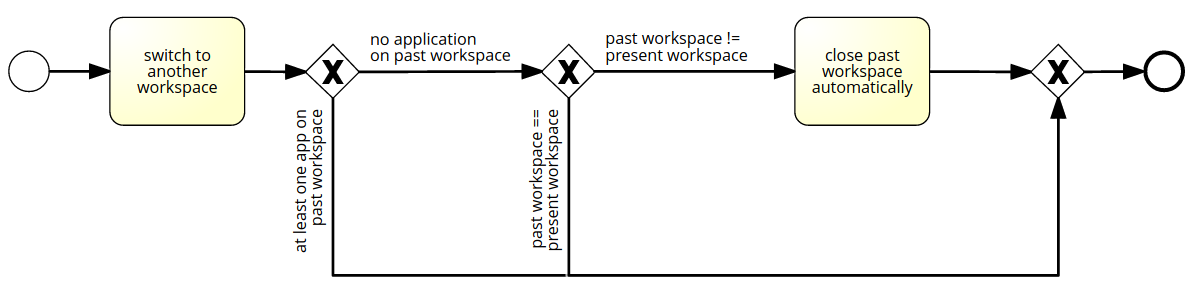 switch to
another
workspace
no application
on past workspace
at least one app on
past workspace
past workspace !=
present workspace
past workspace ==
present workspace
close past
workspace
automatically